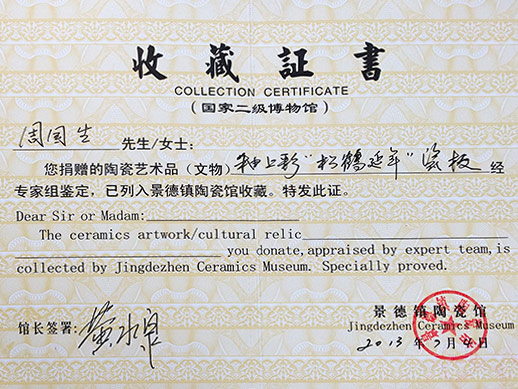 收藏証書
COLLECTION CERTIFICATE
(国家二级博物馆)
周国生 先生/女士:
您捐赠的陶瓷艺术品(文物) 釉上彩"松鹤延年"瓷板 经
专家组鉴定，已列入景德镇陶瓷馆收藏。特发此证。
Dear Sir or Madam:
The ceramics artwork/cultural relic
you donate,appraised by expert team,is
collected by Jingdezhen Ceramics Museum. Specially proved.
景德镇陶瓷馆
馆长签署:
Jingdezhen Ceramics Museum
2013年7月4日